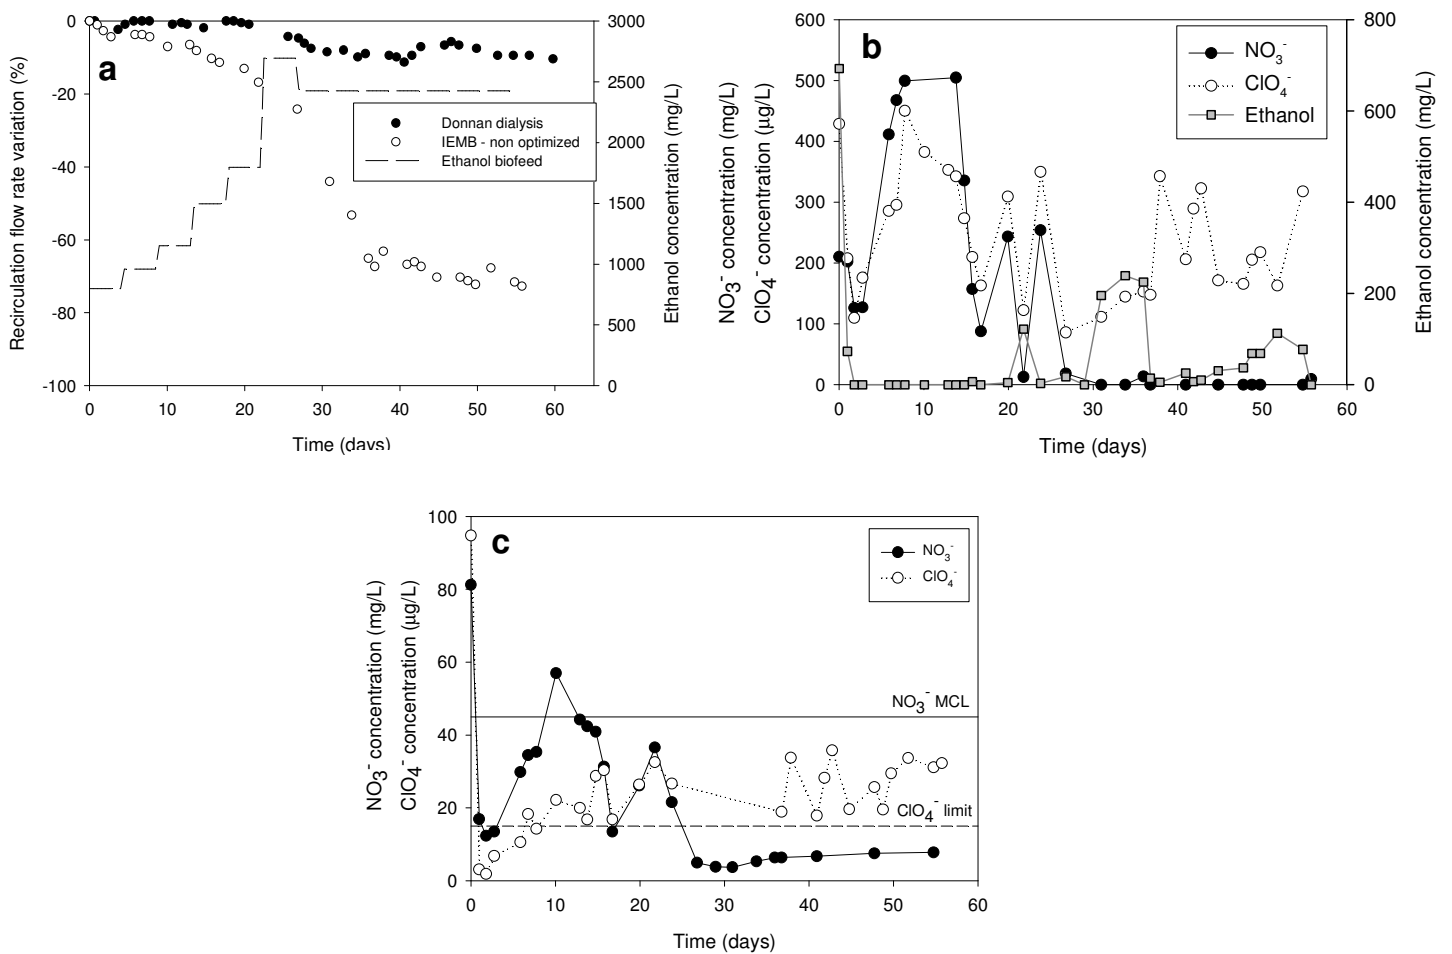 a
Recirculation flow rate variation (%)
0
-20
-40
-60
-80
-100
3000
2500
2000
1500
1000
500
0
Ethanol concentration (mg/L)
Donnan dialysis
IEMB - non optimized
Ethanol biofeed
0 10 20 30 40 50 60
Time (days)
b
NO3- concentration (mg/L)
ClO4- concentration (µg/L)
600
500
400
300
200
100
0
800
600
400
200
0
Ethanol concentration (mg/L)
NO3-
ClO4-
Ethanol
0 10 20 30 40 50 60
Time (days)
c
NO3- concentration (mg/L)
ClO4- concentration (µg/L)
100
80
60
40
20
0
NO3-
ClO4-
NO3- MCL
ClO4- limit
0 10 20 30 40 50 60
Time (days)